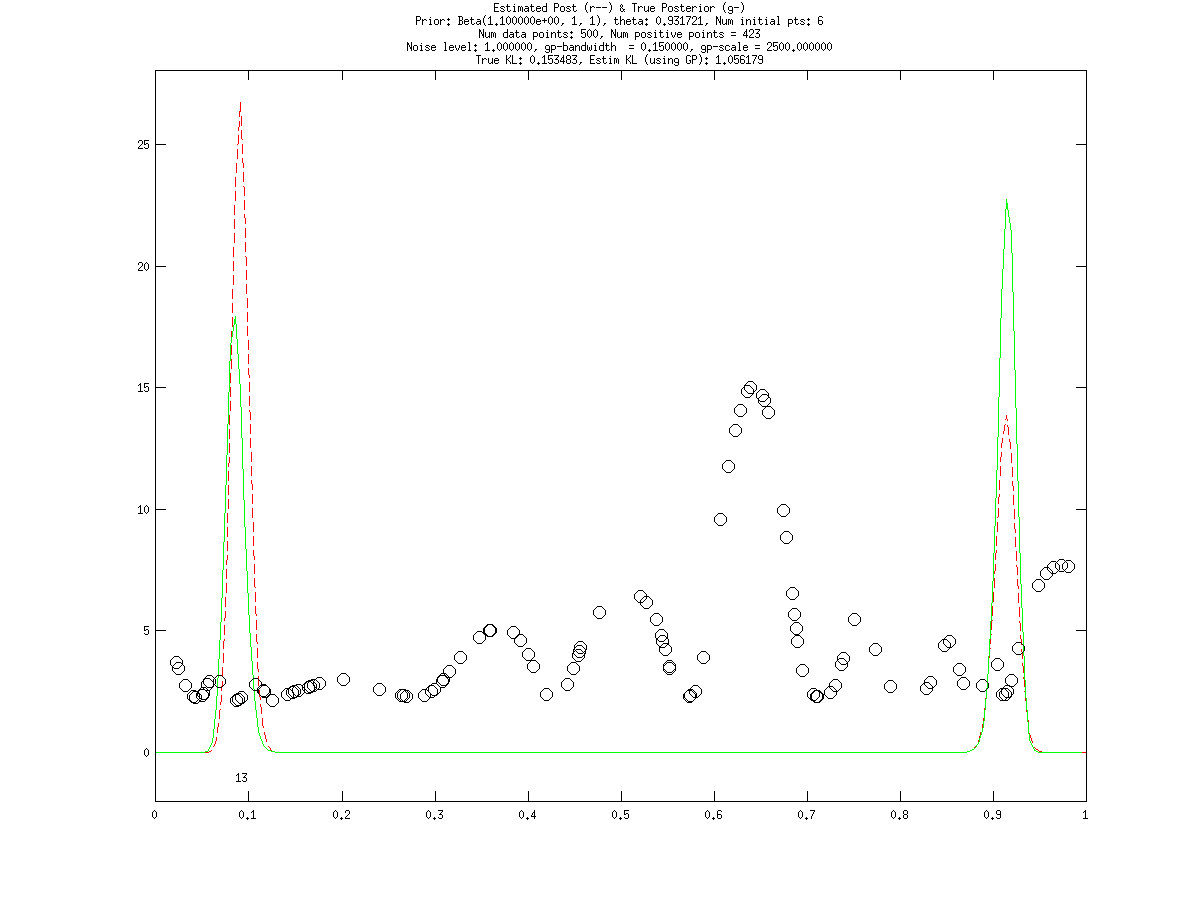 Estimated Post (r--) & True Posterior (g-)
Prior: Beta(1.100000e+00, 1, 1), theta: 0.931721, Num initial pts: 6
Num data points: 500, Num positive points = 423
Noise level: 1.000000, gp-bandwidth  = 0.150000, gp-scale = 2500.000000
True KL: 0.153483, Estim KL (using GP): 1.056179
25
20
15
10
5
0
13
0 0.1 0.2 0.3 0.4 0.5 0.6 0.7 0.8 0.9 1